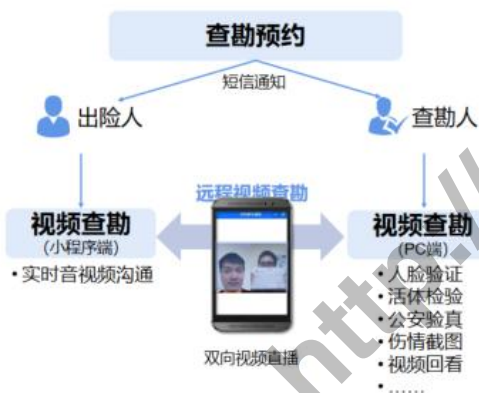 查勘预约
短信通知
出险人
查勘人
远程视频查勘
视频查勘
(小程序端)
• 实时音视频沟通
双向视频直播
视频查勘
(PC端)
• 人脸验证
• 活体检验
• 公安验真
• 伤情截图
• 视频回看
• ……
http://